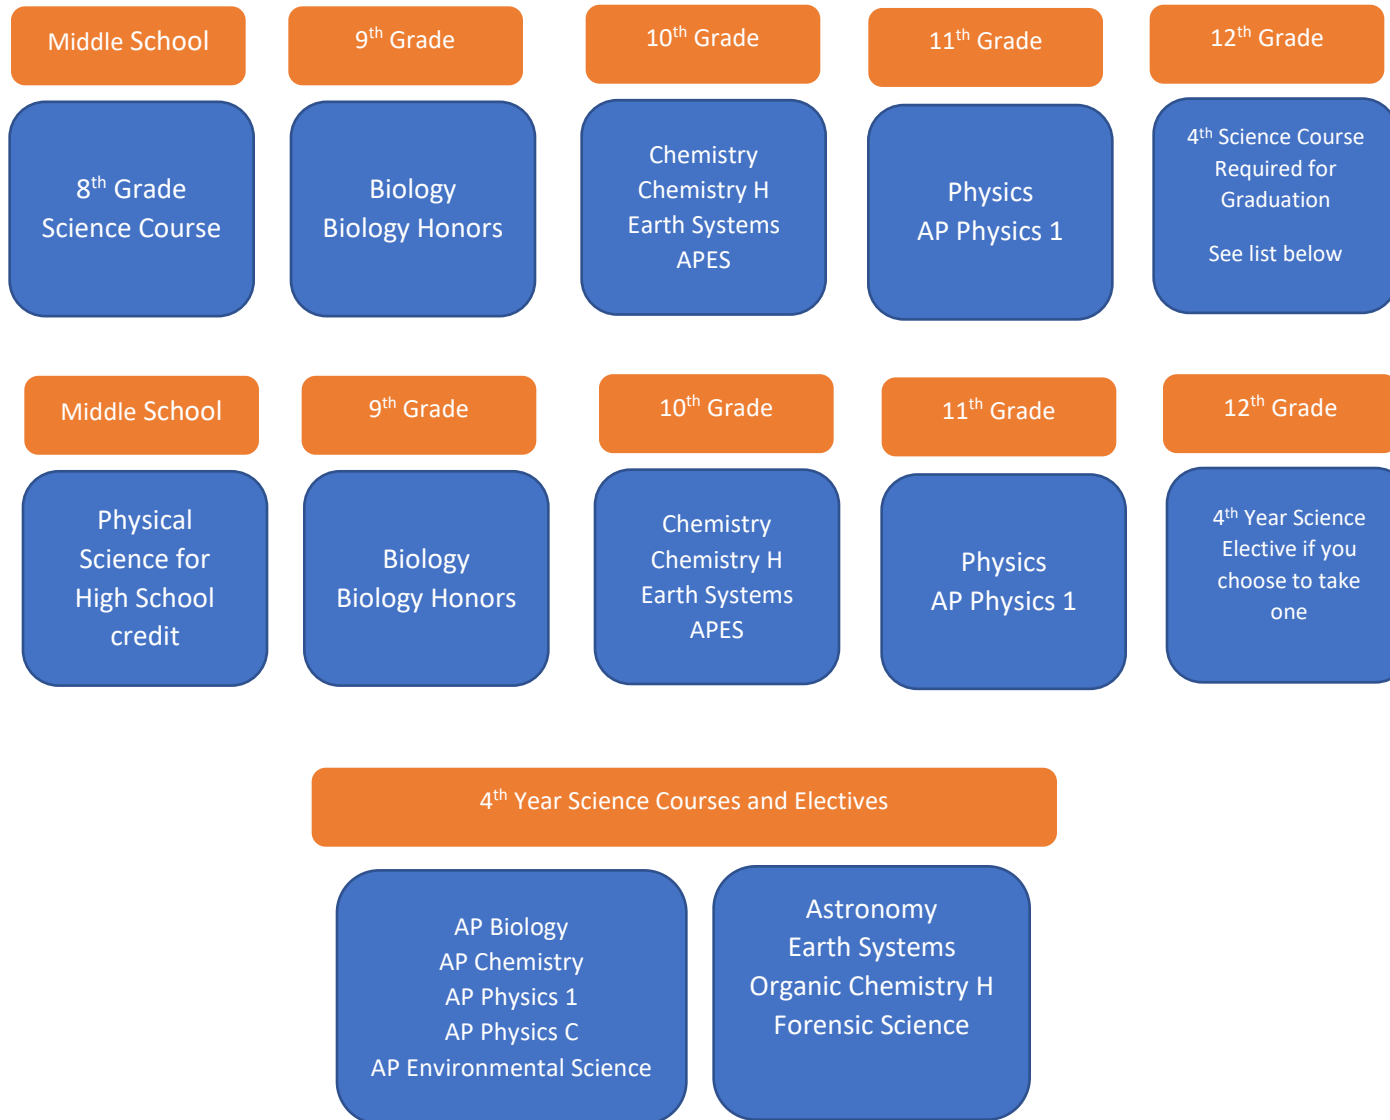 Middle School
9th Grade
10th Grade
11th Grade
12th Grade
8th Grade
Science Course
Biology
Biology Honors
Chemistry
Chemistry H
Earth Systems
APES
Physics
AP Physics 1
4th Science Course
Required for
Graduation
See list below
Middle School
9th Grade
10th Grade
11th Grade
12th Grade
Physical
Science for
High School
credit
Biology
Biology Honors
Chemistry
Chemistry H
Earth Systems
APES
Physics
AP Physics 1
4th Year Science
Elective if you
choose to take
one
4th Year Science Courses and Electives
AP Biology
AP Chemistry
AP Physics 1
AP Physics C
AP Environmental Science
Astronomy
Earth Systems
Organic Chemistry H
Forensic Science